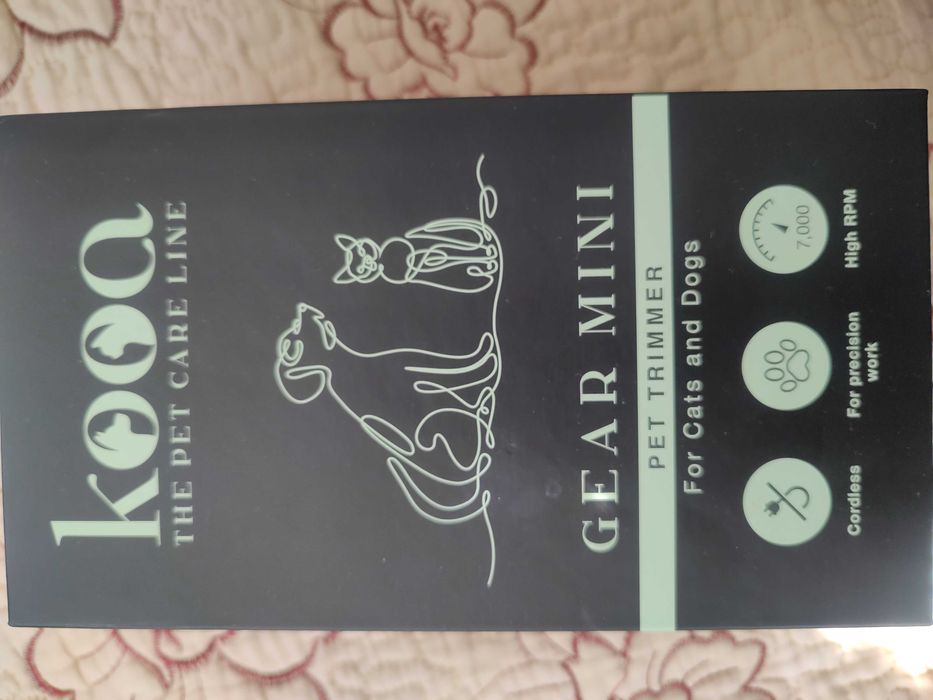 kooa
THE PET CARE LINE
GEAR MINI
PET TRIMMER
For Cats and Dogs
7,000
Cordless
For precision
work
High RPM